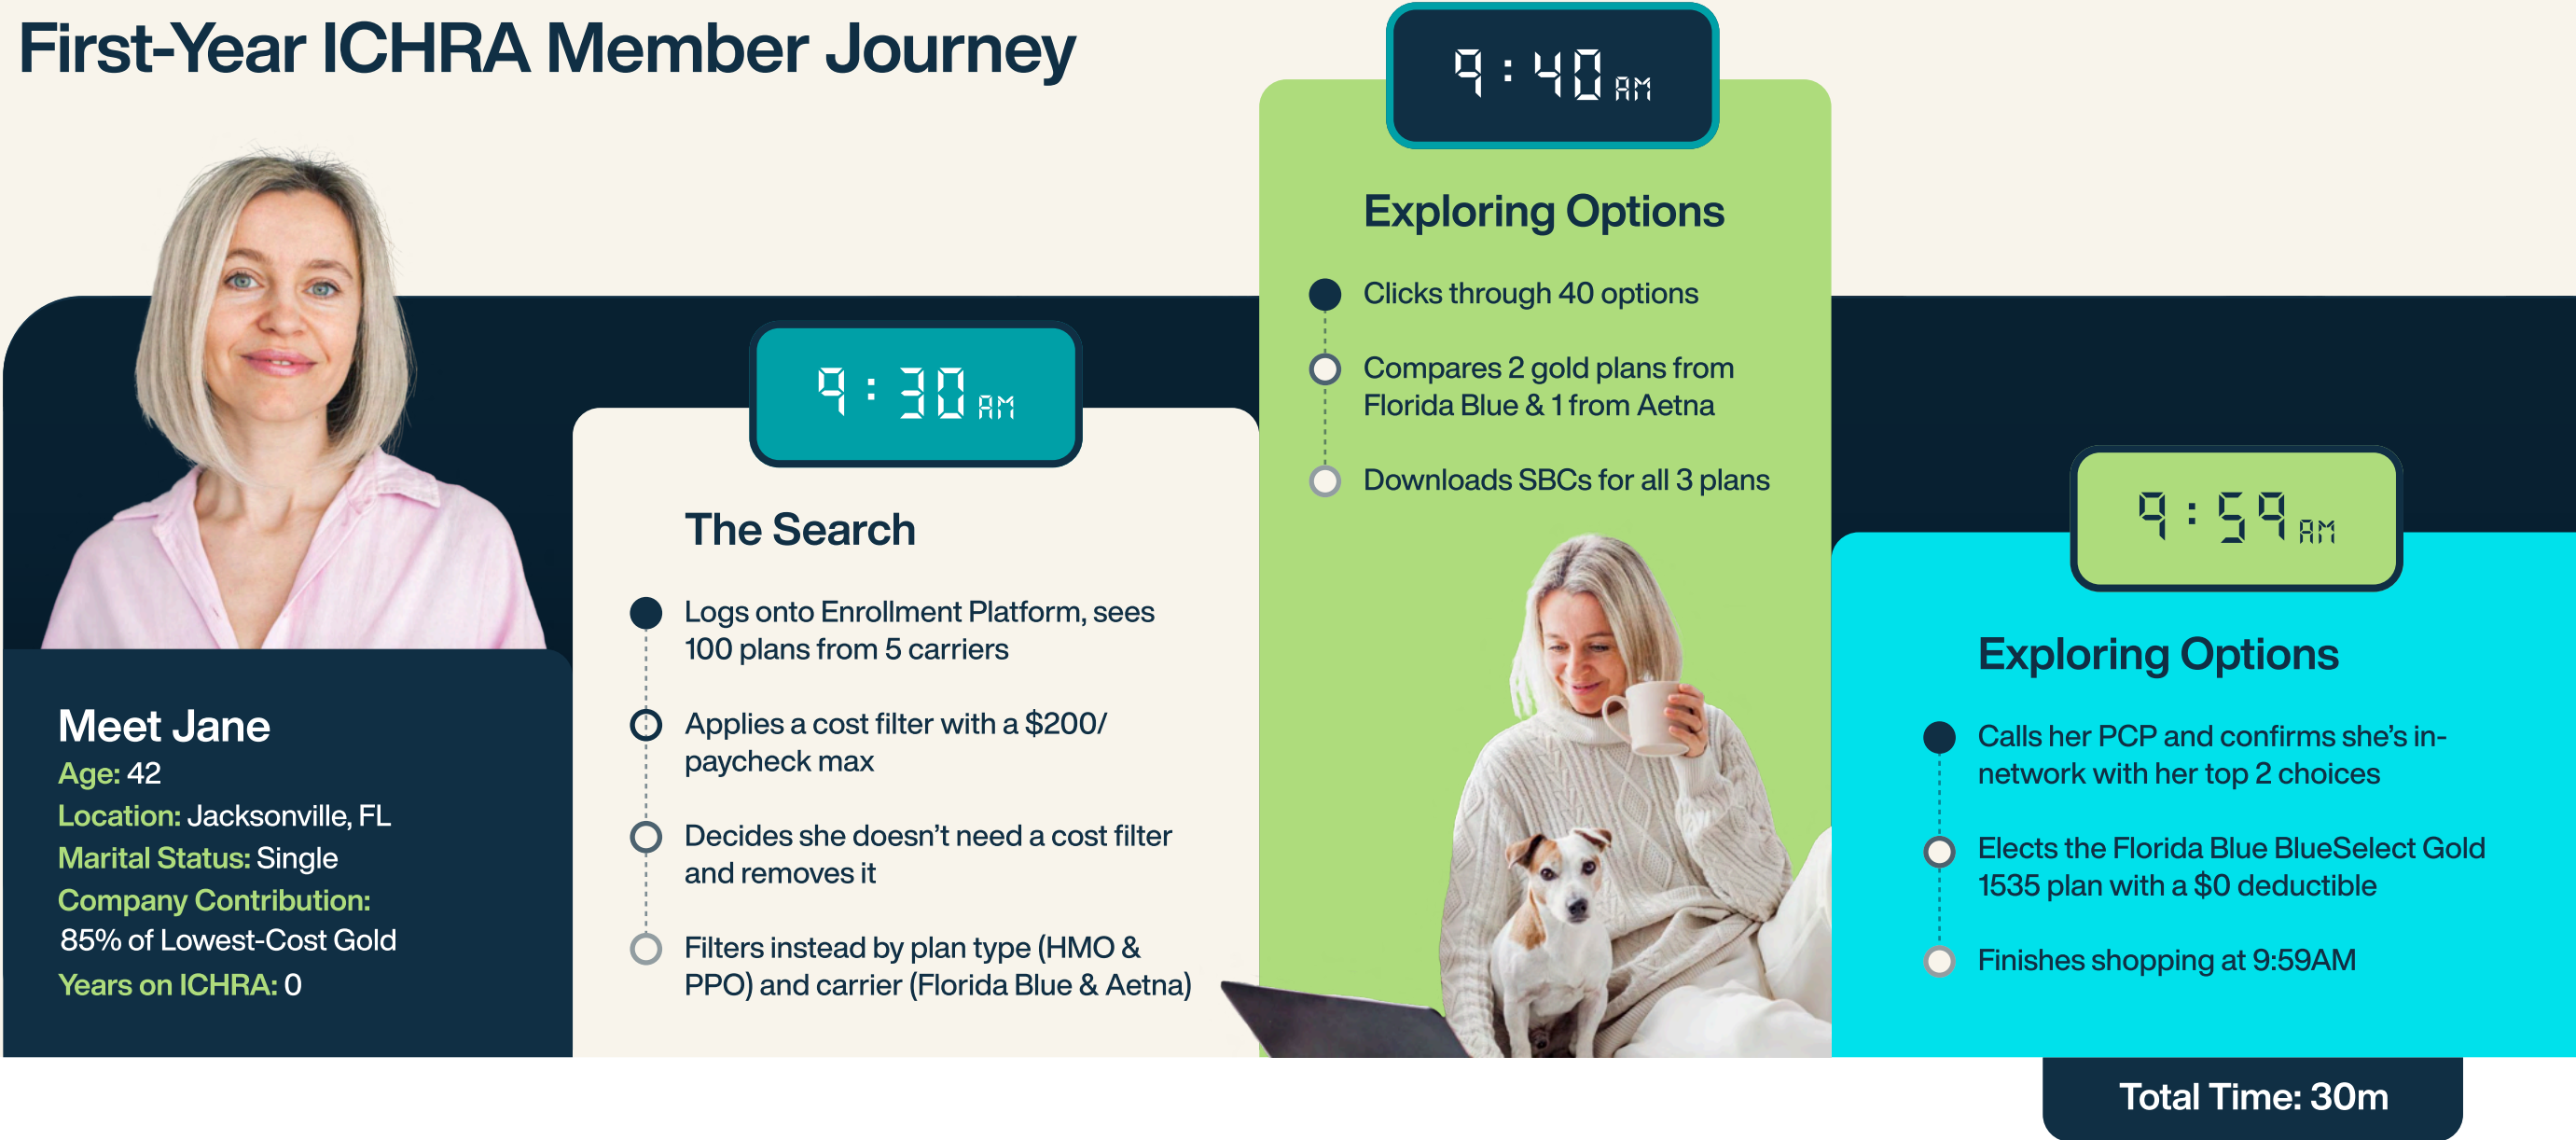 First-Year ICHRA Member Journey
Meet Jane
Age: 42
Location: Jacksonville, FL
Marital Status: Single
Company Contribution:
85% of Lowest-Cost Gold
Years on ICHRA: 0
9:30 AM
The Search
Logs onto Enrollment Platform, sees
100 plans from 5 carriers
Applies a cost filter with a $200/
paycheck max
Decides she doesn’t need a cost filter
and removes it
Filters instead by plan type (HMO &
PPO) and carrier (Florida Blue & Aetna)
9:40 AM
Exploring Options
Clicks through 40 options
Compares 2 gold plans from
Florida Blue & 1 from Aetna
Downloads SBCs for all 3 plans
9:59 AM
Exploring Options
Calls her PCP and confirms she’s in-
network with her top 2 choices
Elects the Florida Blue BlueSelect Gold
1535 plan with a $0 deductible
Finishes shopping at 9:59AM
Total Time: 30m